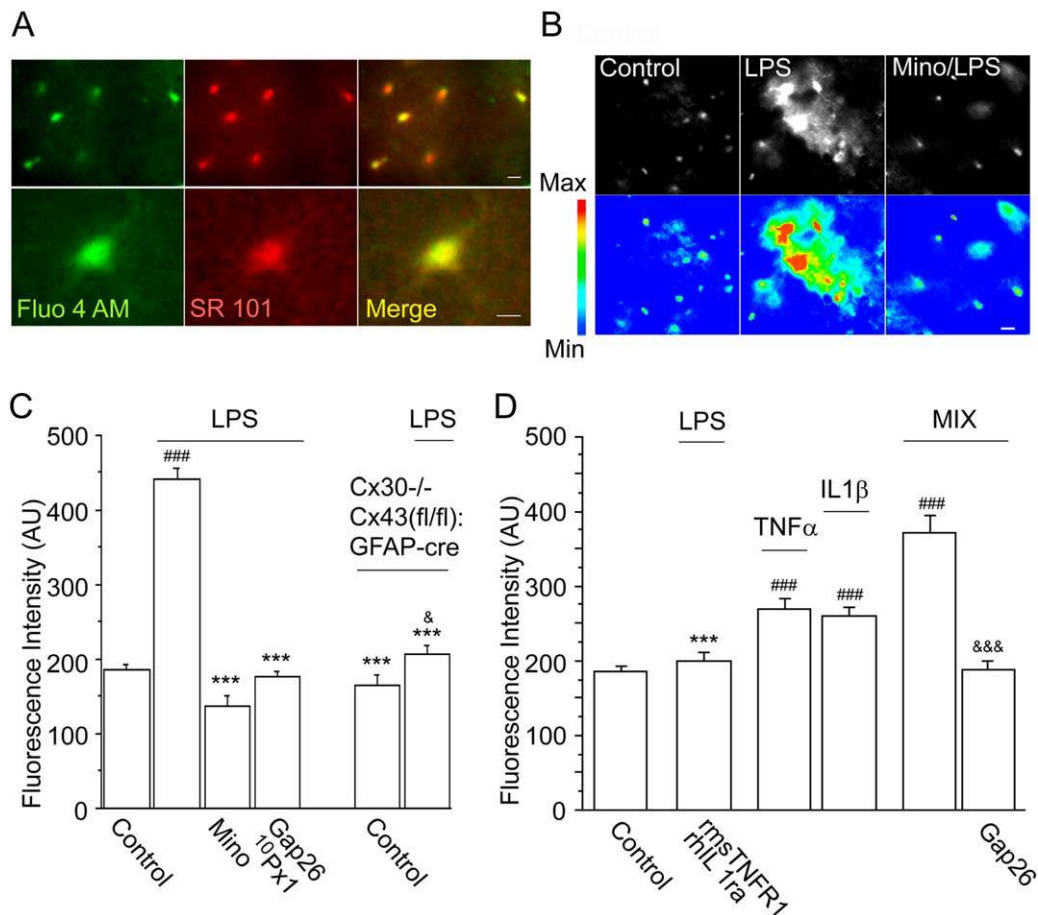 A
Fluo 4 AM
SR 101
Merge
B
Control
LPS
Mino/LPS
Max
Min
C
LPS
LPS
500
400
300
200
100
0
Fluorescence Intensity (AU)
###
***
***
***
&
***
Cx30-/-
Cx43(fl/fl):
GFAP-cre
Control
Mino
Gap26
¹⁰Px1
Control
D
LPS
MIX
TNFα
IL1β
500
400
300
200
100
0
Fluorescence Intensity (AU)
***
###
###
###
&&&
Control
rmsTNFR1
rhIL 1ra
Gap26